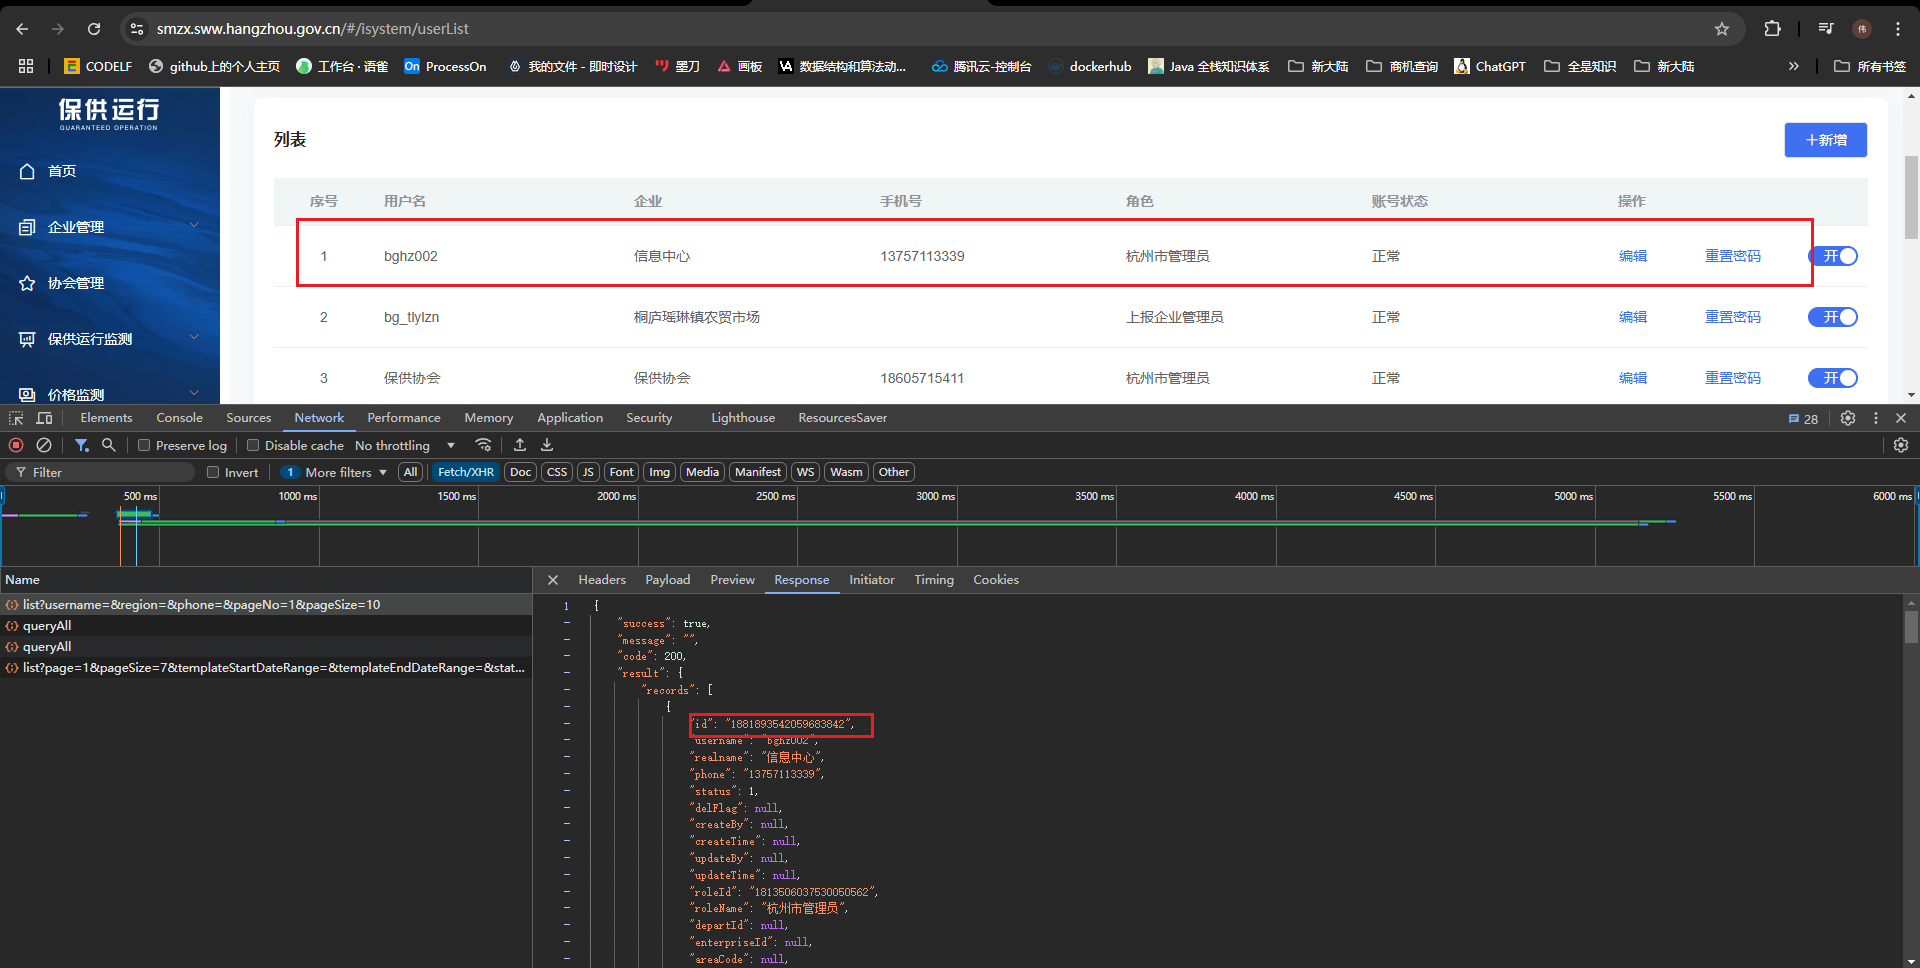 smzx.sww.hangzhou.gov.cn/#/isystem/userList
伟
CODELF
github上的个人主页
工作台 · 语雀
On ProcessOn
我的文件 - 即时设计
墨刀
画板
数据结构和算法动...
腾讯云-控制台
dockerhub
Java 全栈知识体系
新大陆
商机查询
ChatGPT
全是知识
新大陆
所有书签
保供运行
GUARANTEED OPERATION
首页
企业管理
协会管理
保供运行监测
价格监测
列表
+新增
序号 用户名 企业 手机号 角色 账号状态 操作
1 bghz002 信息中心 13757113339 杭州市管理员 正常 编辑 重置密码 开
2 bg_tlylzn 桐庐瑶琳镇农贸市场 上报企业管理员 正常 编辑 重置密码 开
3 保供协会 保供协会 18605715411 杭州市管理员 正常 编辑 重置密码 开
Elements Console Sources Network Performance Memory Application Security Lighthouse ResourcesSaver 28
Preserve log Disable cache No throttling
Filter Invert 1 More filters All Fetch/XHR Doc CSS JS Font Img Media Manifest WS Wasm Other
500 ms 1000 ms 1500 ms 2000 ms 2500 ms 3000 ms 3500 ms 4000 ms 4500 ms 5000 ms 5500 ms 6000 ms
Name
list?username=&region=&phone=&pageNo=1&pageSize=10
queryAll
queryAll
list?page=1&pageSize=7&templateStartDateRange=&templateEndDateRange=&stat...
Headers Payload Preview Response Initiator Timing Cookies
1 {
"success": true,
"message": "",
"code": 200,
"result": {
"records": [
{
"id": "1881893542059683842",
"username": "bghz002",
"realname": "信息中心",
"phone": "13757113339",
"status": 1,
"delFlag": null,
"createBy": null,
"createTime": null,
"updateBy": null,
"updateTime": null,
"roleId": "1813506037530050562",
"roleName": "杭州市管理员",
"departId": null,
"enterpriseId": null,
"areaCode": null,